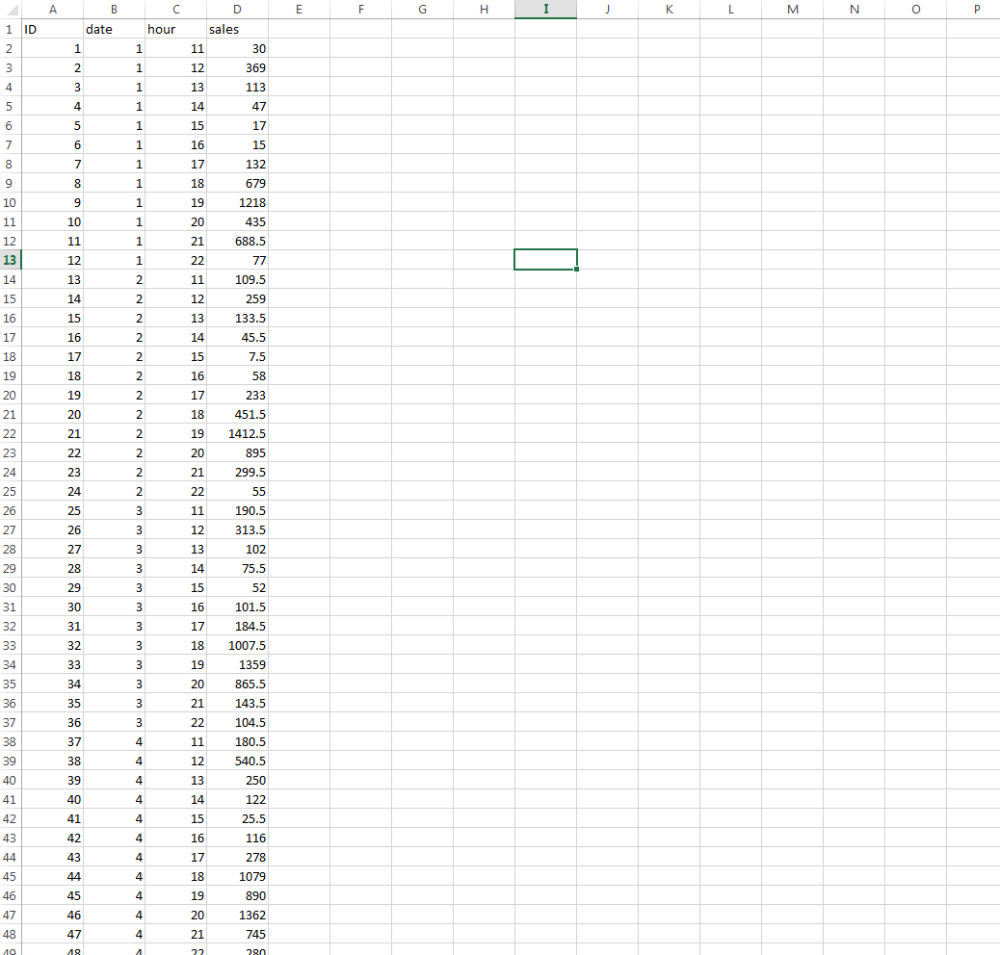 A B C D E F G H I J K L M N O P
1 ID date hour sales
2 1 1 11 30
3 2 1 12 369
4 3 1 13 113
5 4 1 14 47
6 5 1 15 17
7 6 1 16 15
8 7 1 17 132
9 8 1 18 679
10 9 1 19 1218
11 10 1 20 435
12 11 1 21 688.5
13 12 1 22 77
14 13 2 11 109.5
15 14 2 12 259
16 15 2 13 133.5
17 16 2 14 45.5
18 17 2 15 7.5
19 18 2 16 58
20 19 2 17 233
21 20 2 18 451.5
22 21 2 19 1412.5
23 22 2 20 895
24 23 2 21 299.5
25 24 2 22 55
26 25 3 11 190.5
27 26 3 12 313.5
28 27 3 13 102
29 28 3 14 75.5
30 29 3 15 52
31 30 3 16 101.5
32 31 3 17 184.5
33 32 3 18 1007.5
34 33 3 19 1359
35 34 3 20 865.5
36 35 3 21 143.5
37 36 3 22 104.5
38 37 4 11 180.5
39 38 4 12 540.5
40 39 4 13 250
41 40 4 14 122
42 41 4 15 25.5
43 42 4 16 116
44 43 4 17 278
45 44 4 18 1079
46 45 4 19 890
47 46 4 20 1362
48 47 4 21 745
49 48 4 22 280